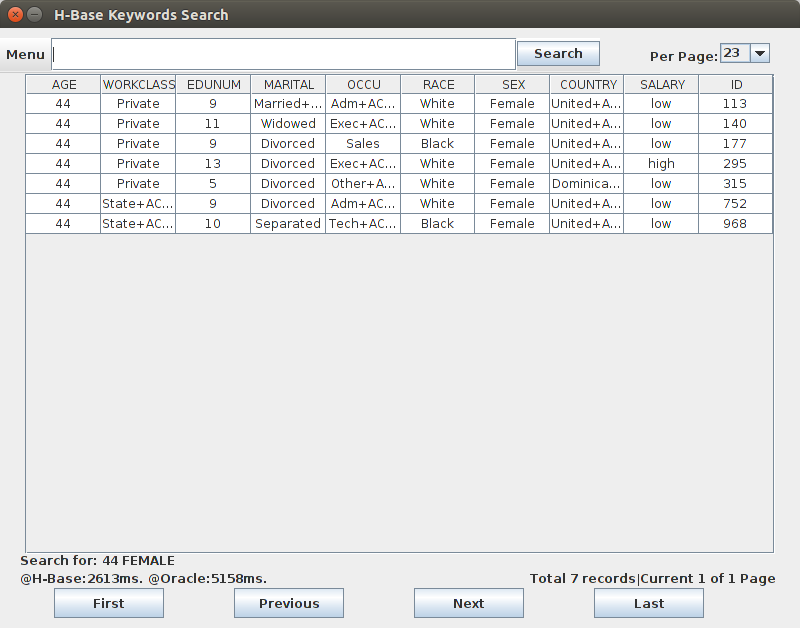 H-Base Keywords Search
Menu Search Per Page: 23
AGE WORKCLASS EDUNUM MARITAL OCCU RACE SEX COUNTRY SALARY ID
44 Private 9 Married+... Adm+AC... White Female United+A... low 113
44 Private 11 Widowed Exec+AC... White Female United+A... low 140
44 Private 9 Divorced Sales Black Female United+A... low 177
44 Private 13 Divorced Exec+AC... White Female United+A... high 295
44 Private 5 Divorced Other+A... White Female Dominica... low 315
44 State+AC... 9 Divorced Adm+AC... White Female United+A... low 752
44 State+AC... 10 Separated Tech+AC... Black Female United+A... low 968
Search for: 44 FEMALE
@H-Base:2613ms. @Oracle:5158ms. Total 7 records|Current 1 of 1 Page
First Previous Next Last